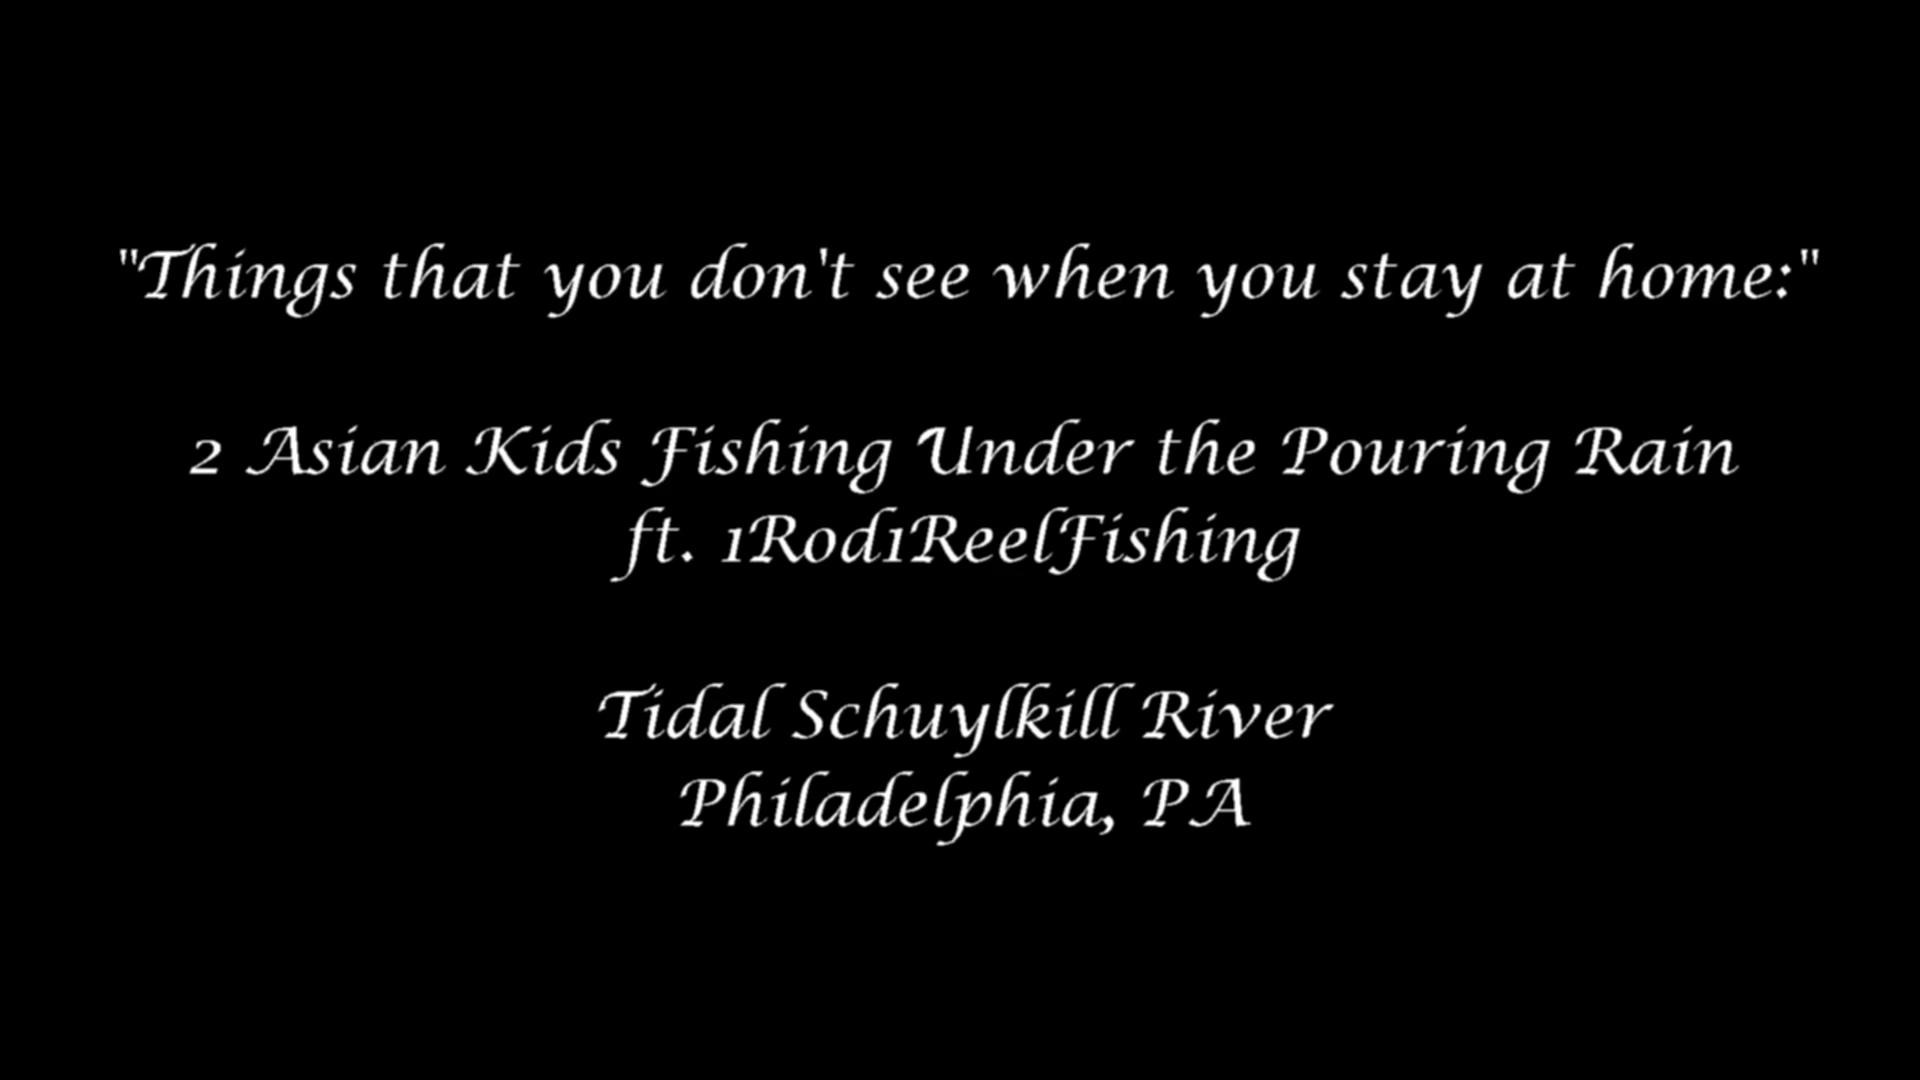 "Things that you don't see when you stay at home:"
2 Asian Kids Fishing Under the Pouring Rain
ft. 1Rod1ReelFishing
Tidal Schuylkill River
Philadelphia, PA